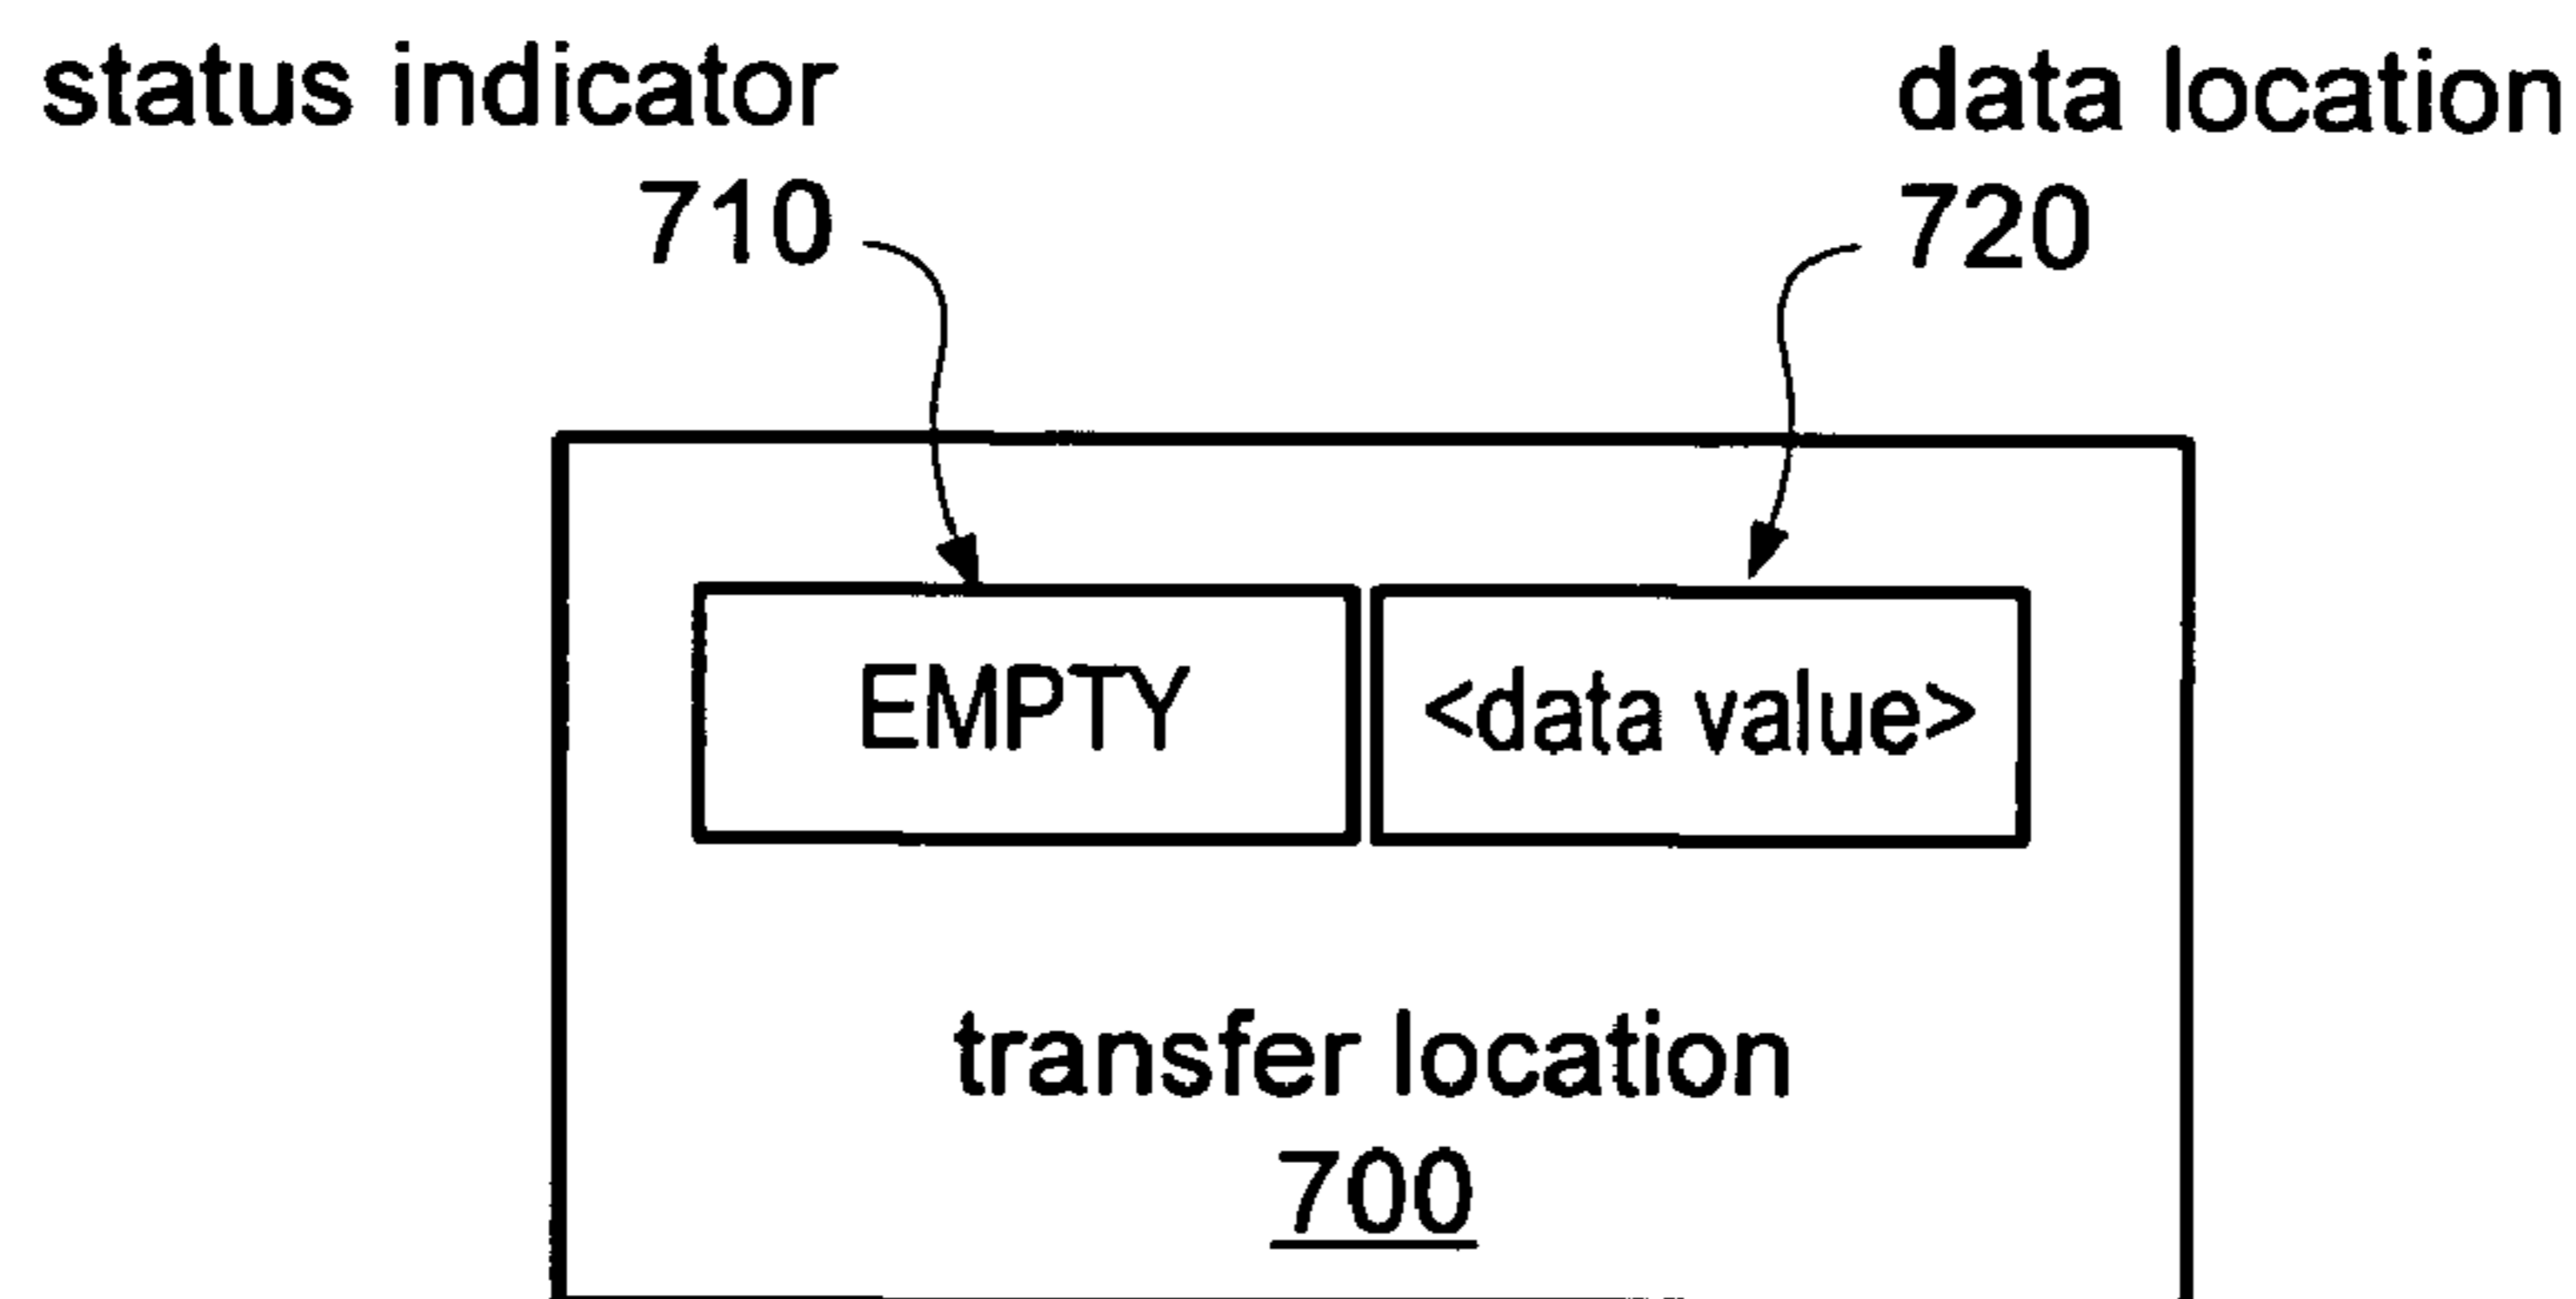 status indicator
710
data location
720
EMPTY
<data value>
transfer location
700